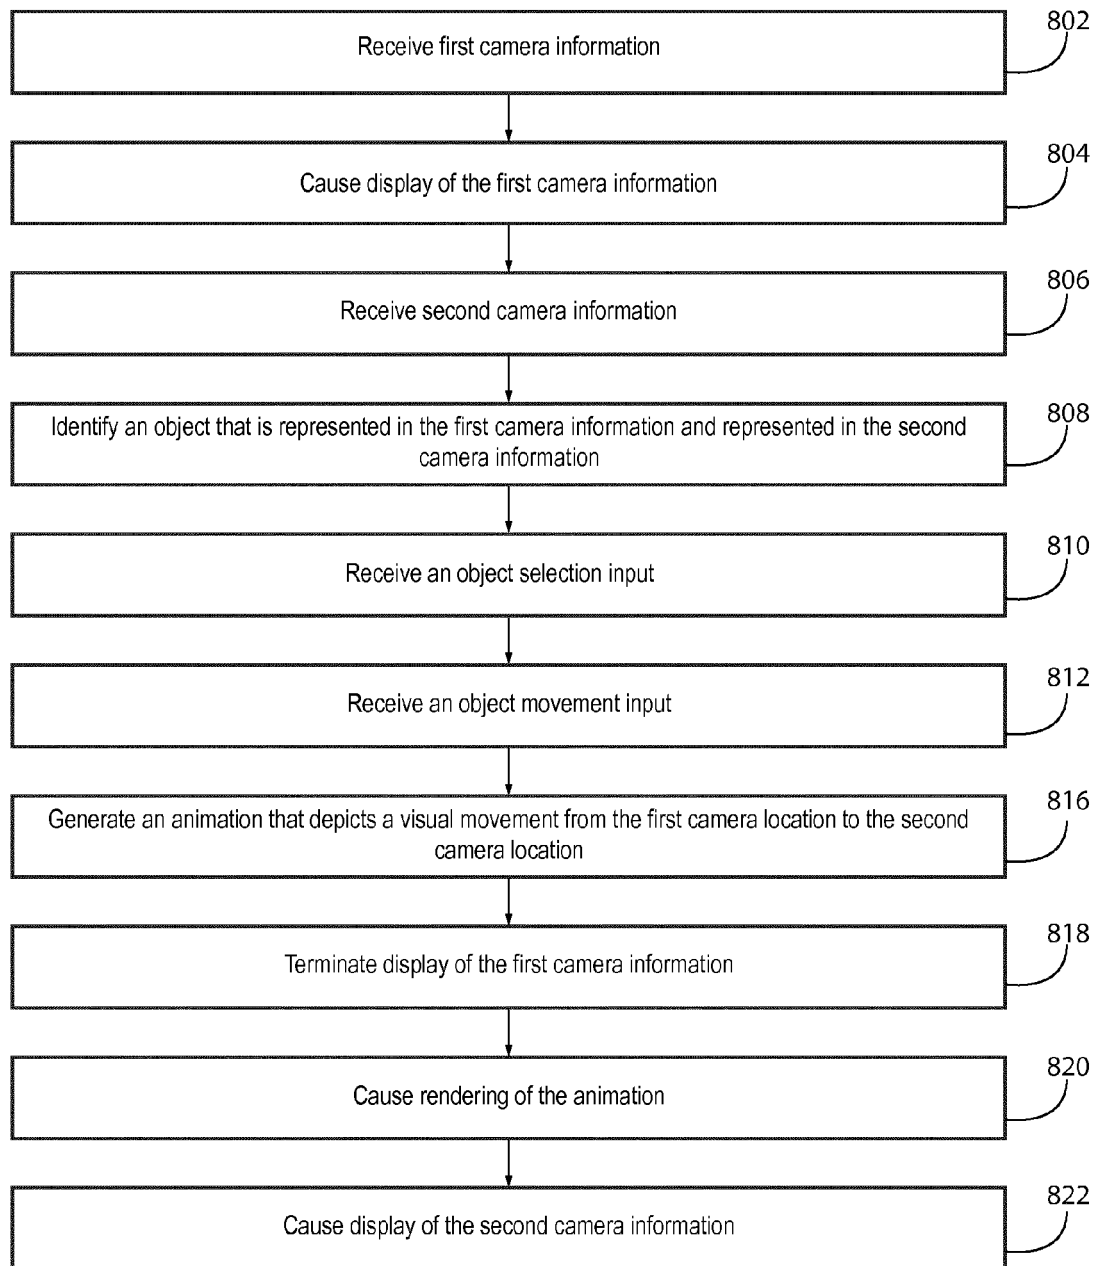 Receive first camera information
802
Cause display of the first camera information
804
Receive second camera information
806
Identify an object that is represented in the first camera information and represented in the second
camera information
808
Receive an object selection input
810
Receive an object movement input
812
Generate an animation that depicts a visual movement from the first camera location to the second
camera location
816
Terminate display of the first camera information
818
Cause rendering of the animation
820
Cause display of the second camera information
822